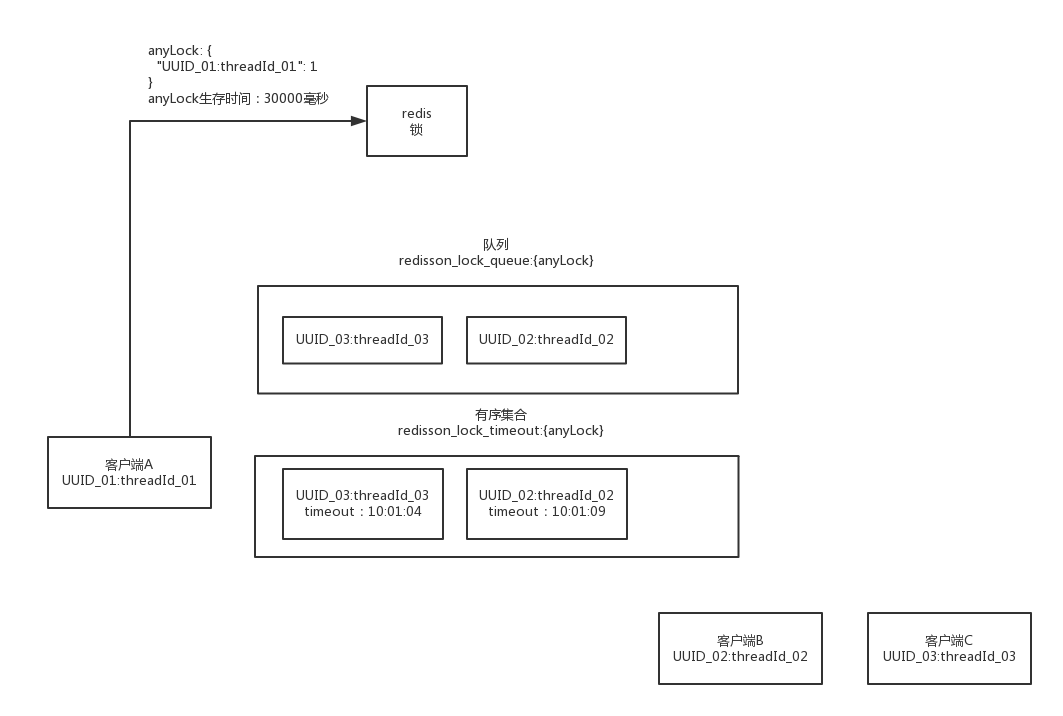 anyLock: {
"UUID_01:threadId_01": 1
}
anyLock生存时间：30000毫秒
redis
锁
队列
redisson_lock_queue:{anyLock}
UUID_03:threadId_03
UUID_02:threadId_02
有序集合
redisson_lock_timeout:{anyLock}
UUID_03:threadId_03
timeout：10:01:04
UUID_02:threadId_02
timeout：10:01:09
客户端A
UUID_01:threadId_01
客户端B
UUID_02:threadId_02
客户端C
UUID_03:threadId_03